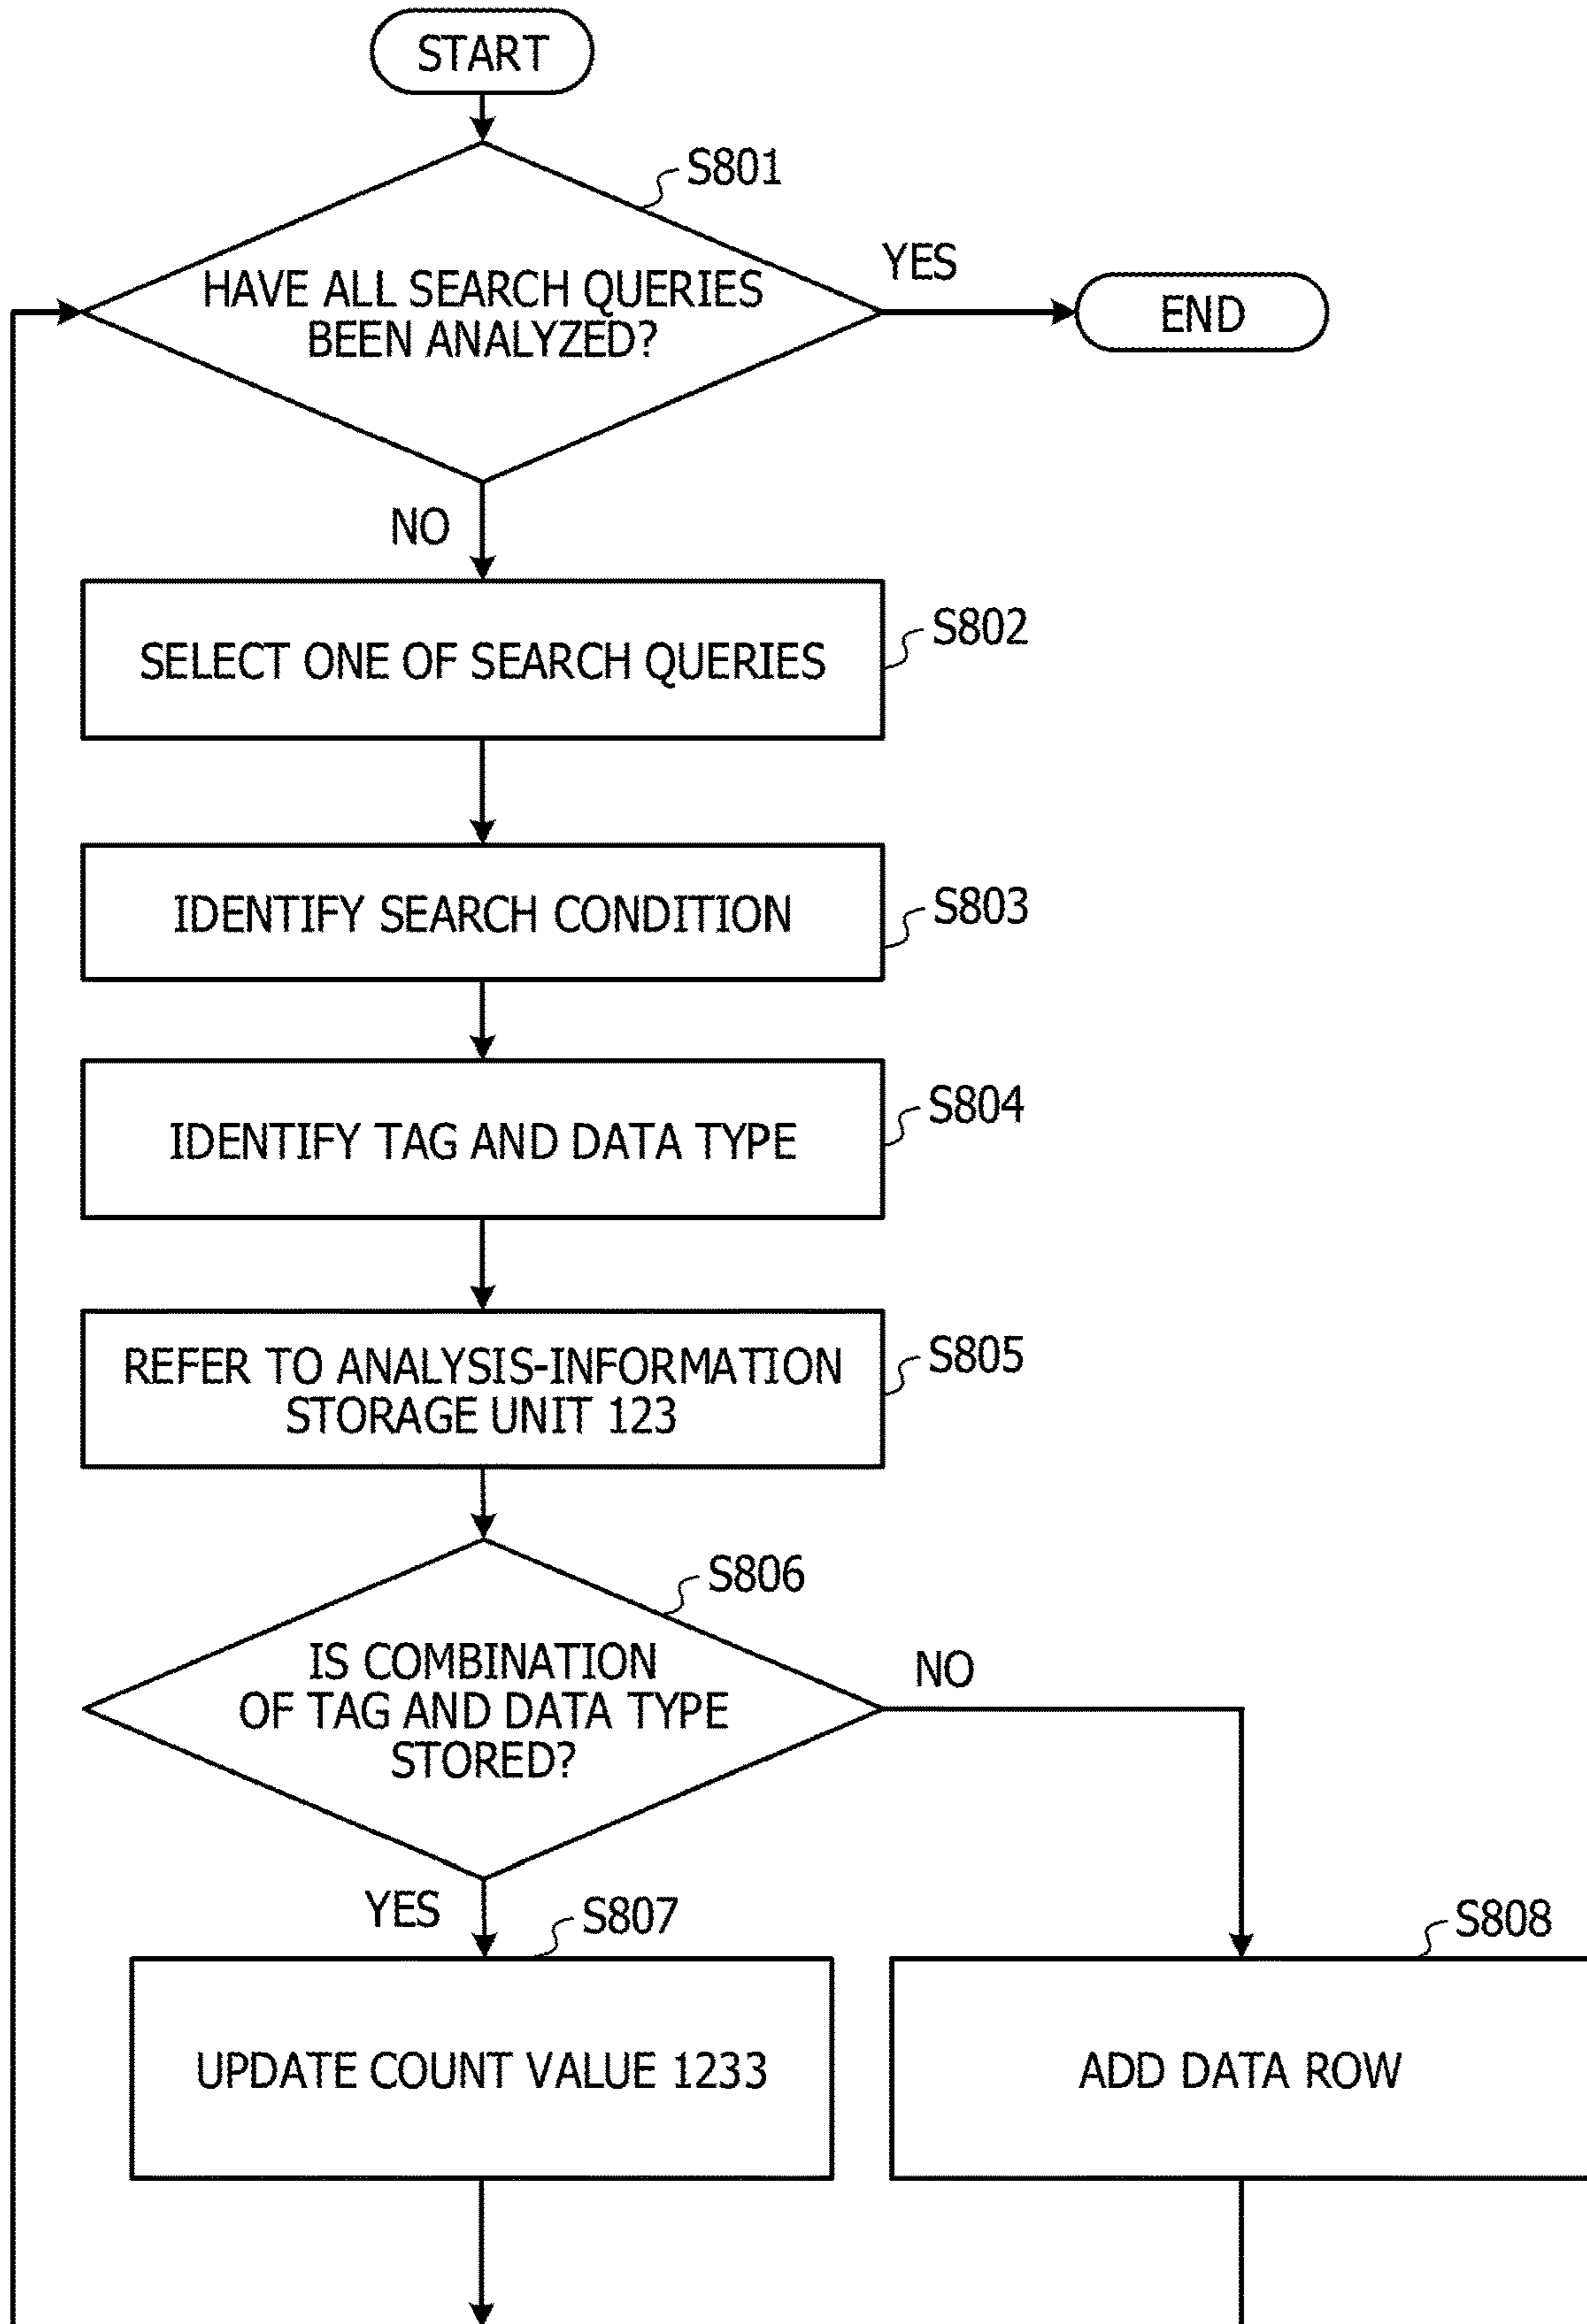 START
S801
HAVE ALL SEARCH QUERIES
BEEN ANALYZED?
YES
END
NO
SELECT ONE OF SEARCH QUERIES
S802
IDENTIFY SEARCH CONDITION
S803
IDENTIFY TAG AND DATA TYPE
S804
REFER TO ANALYSIS-INFORMATION
STORAGE UNIT 123
S805
S806
IS COMBINATION
OF TAG AND DATA TYPE
STORED?
NO
YES
S807
S808
UPDATE COUNT VALUE 1233
ADD DATA ROW